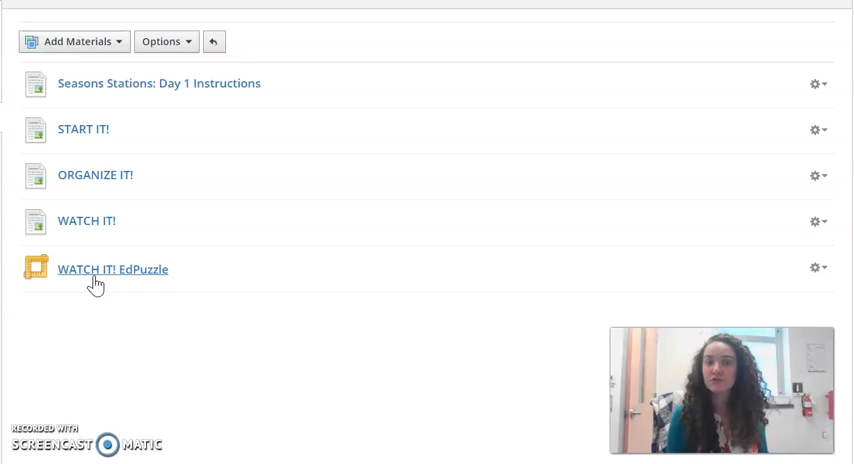 Add Materials
Options
Seasons Stations: Day 1 Instructions
START IT!
ORGANIZE IT!
WATCH IT!
WATCH IT! EdPuzzle
RECORDED WITH
SCREENCAST MATIC